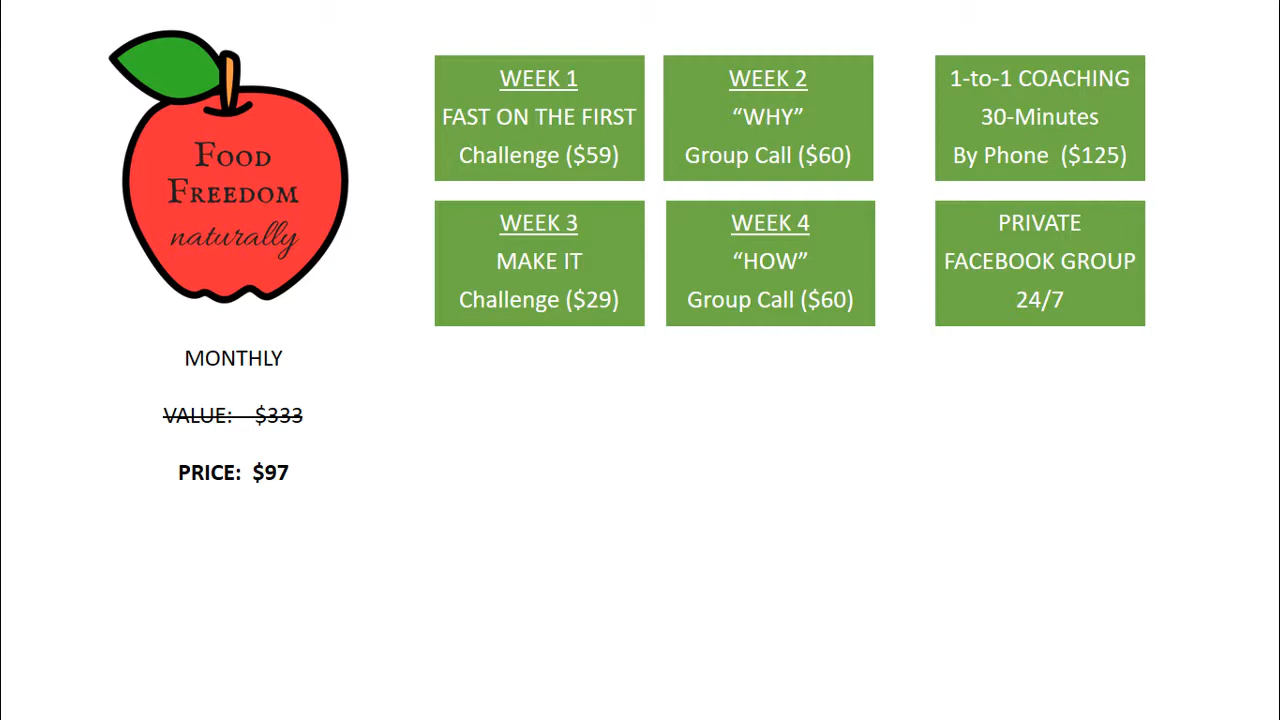 Food
Freedom
naturally
MONTHLY
VALUE: $333
PRICE: $97
WEEK 1
FAST ON THE FIRST
Challenge ($59)
WEEK 2
“WHY”
Group Call ($60)
1-to-1 COACHING
30-Minutes
By Phone ($125)
WEEK 3
MAKE IT
Challenge ($29)
WEEK 4
“HOW”
Group Call ($60)
PRIVATE
FACEBOOK GROUP
24/7